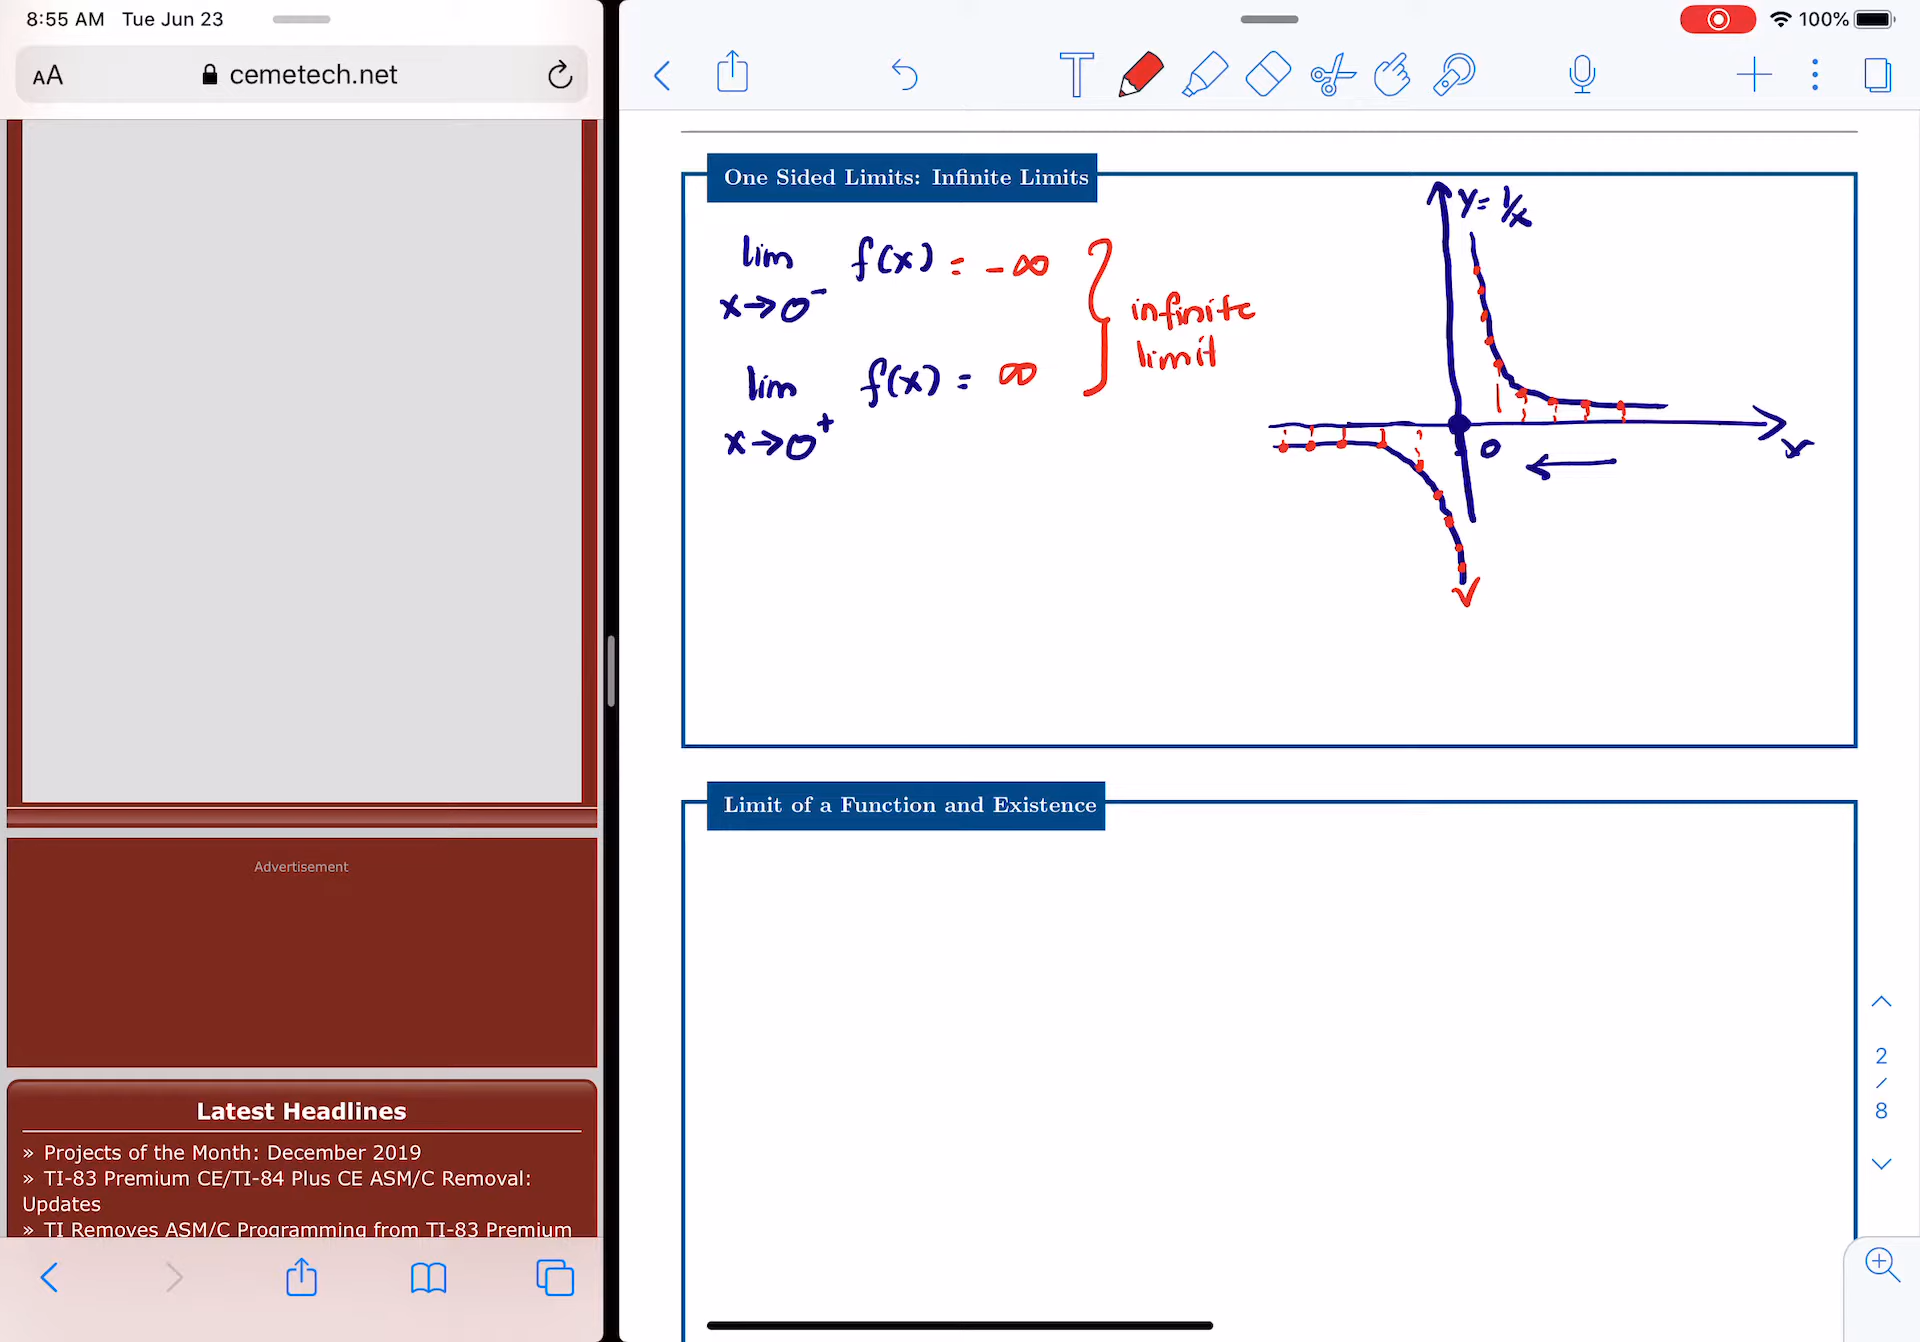 8:55 AM Tue Jun 23
100%
AA cemetech.net
Advertisement
Latest Headlines
» Projects of the Month: December 2019
» TI-83 Premium CE/TI-84 Plus CE ASM/C Removal:
Updates
» TI Removes ASM/C Programming from TI-83 Premium
T
One Sided Limits: Infinite Limits
lim f(x) = -∞
x→0⁻
lim f(x) = ∞
x→0⁺
infinite
limit
y = 1/x
0
x
Limit of a Function and Existence
2
/
8